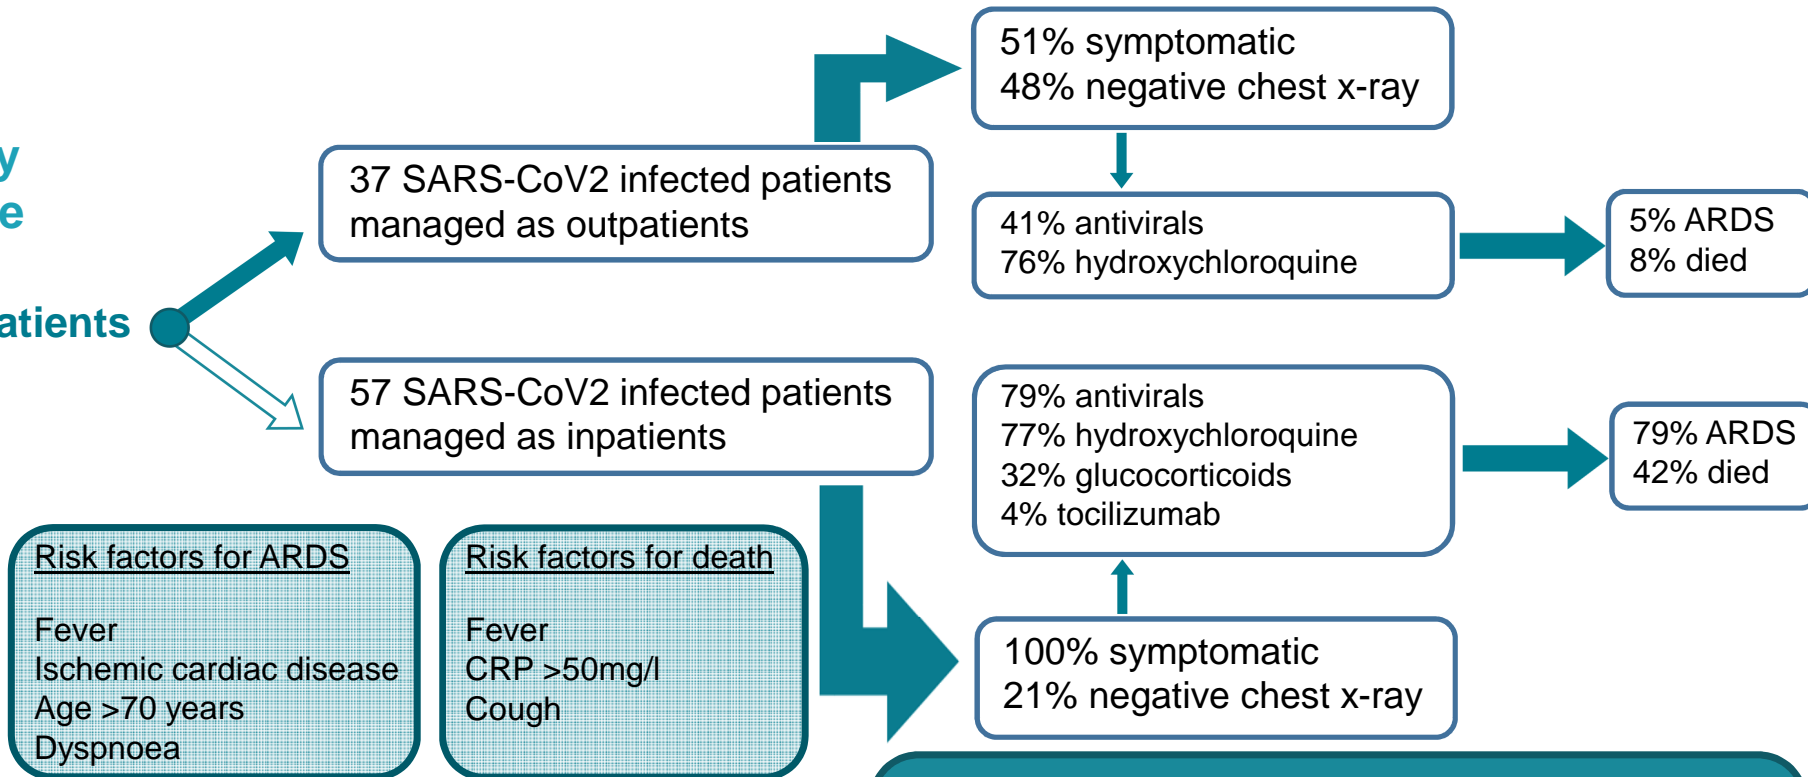 51% symptomatic
48% negative chest x-ray
37 SARS-CoV2 infected patients
managed as outpatients
41% antivirals
76% hydroxychloroquine
5% ARDS
8% died
57 SARS-CoV2 infected patients
managed as inpatients
79% antivirals
77% hydroxychloroquine
32% glucocorticoids
4% tocilizumab
79% ARDS
42% died
Risk factors for ARDS
Fever
Ischemic cardiac disease
Age >70 years
Dyspnoea
Risk factors for death
Fever
CRP >50mg/l
Cough
100% symptomatic
21% negative chest x-ray